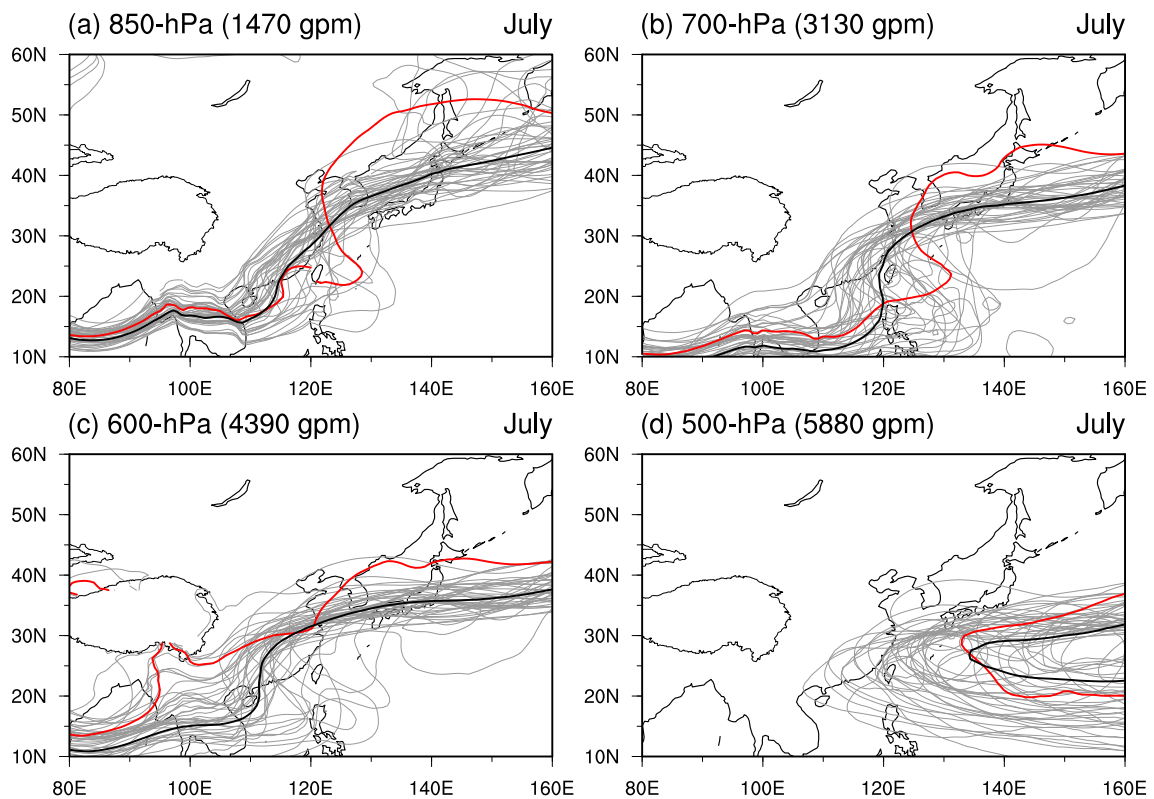 (a) 850-hPa (1470 gpm) July
60N
50N
40N
30N
20N
10N
80E 100E 120E 140E 160E
(b) 700-hPa (3130 gpm) July
60N
50N
40N
30N
20N
10N
80E 100E 120E 140E 160E
(c) 600-hPa (4390 gpm) July
60N
50N
40N
30N
20N
10N
80E 100E 120E 140E 160E
(d) 500-hPa (5880 gpm) July
60N
50N
40N
30N
20N
10N
80E 100E 120E 140E 160E